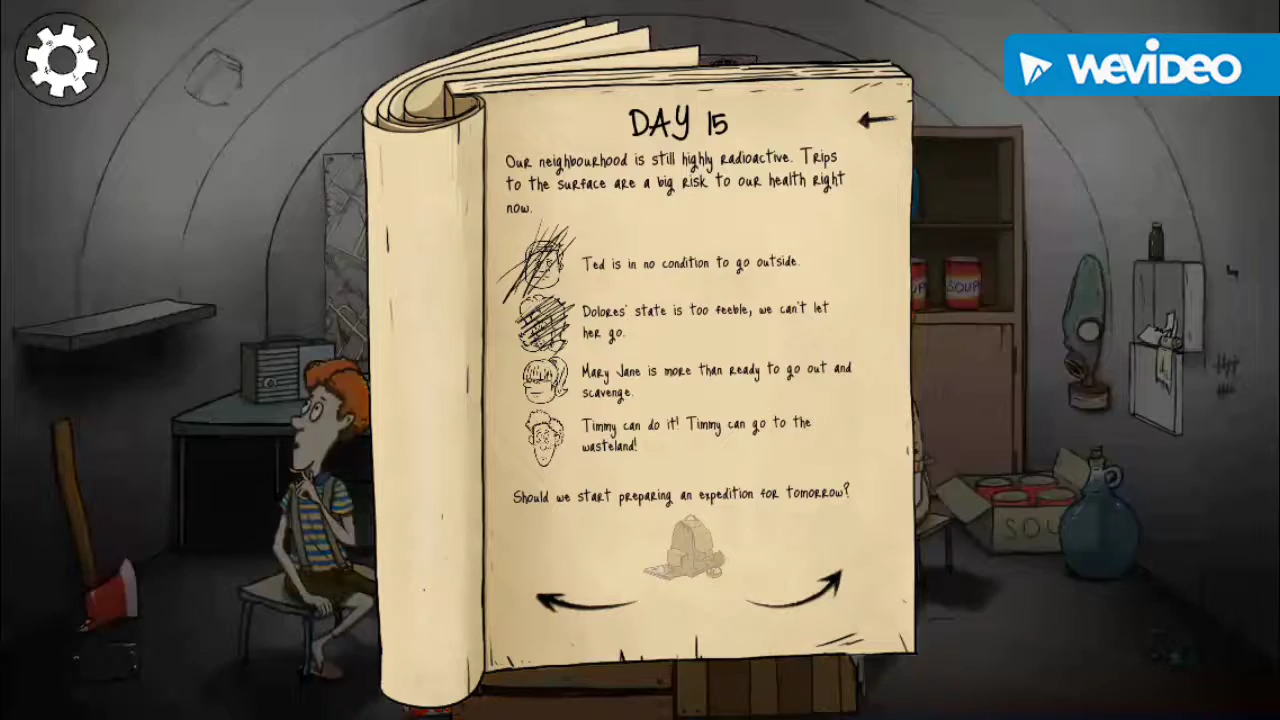 WEVIDEO
DAY 15
Our neighbourhood is still highly radioactive. Trips
to the surface are a big risk to our health right
now.
Ted is in no condition to go outside.
Dolores' state is too feeble, we can't let
her go.
Mary Jane is more than ready to go out and
scavenge.
Timmy can do it! Timmy can go to the
wasteland!
Should we start preparing an expedition for tomorrow?
SOUP
SOU